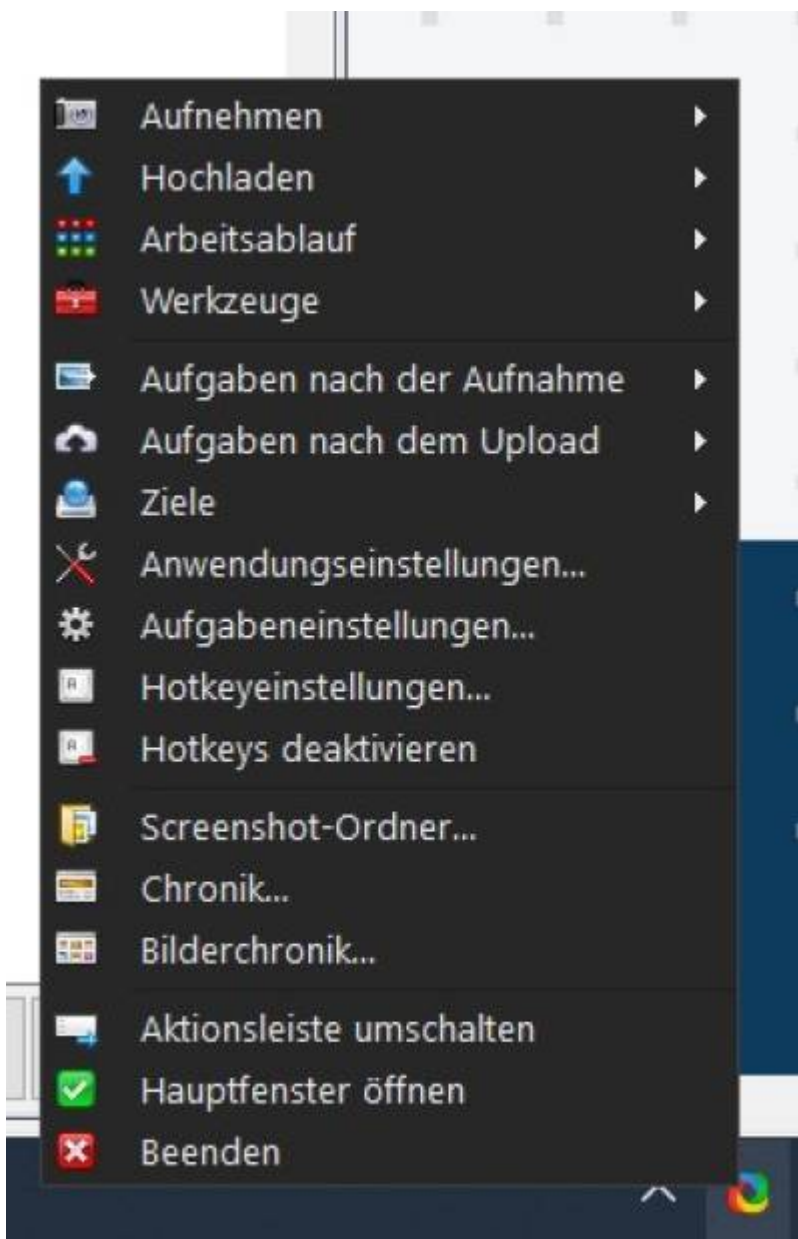 Aufnehmen
Hochladen
Arbeitsablauf
Werkzeuge
Aufgaben nach der Aufnahme
Aufgaben nach dem Upload
Ziele
Anwendungseinstellungen...
Aufgabeneinstellungen...
Hotkeyeinstellungen...
Hotkeys deaktivieren
Screenshot-Ordner...
Chronik...
Bilderchronik...
Aktionsleiste umschalten
Hauptfenster öffnen
Beenden